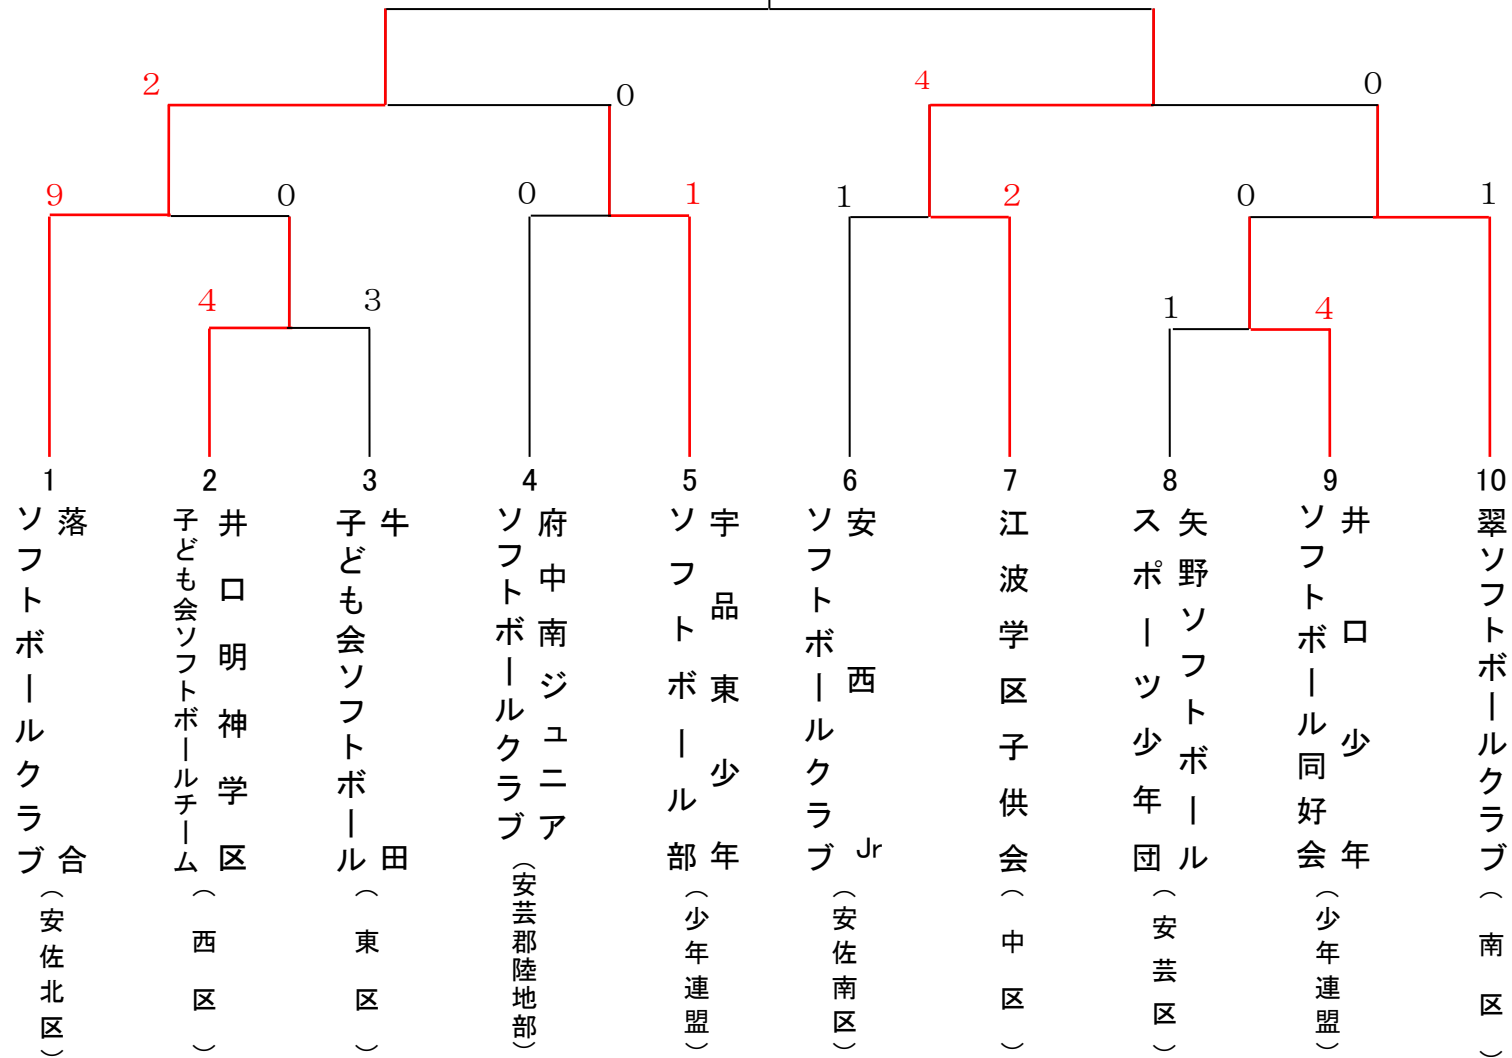 2
0
4
0
9
0
0
1
1
2
0
1
4
3
1
4
1
2
3
4
5
6
7
8
9
10
落合
ソフトボールクラブ
（安佐北区）
井口明神学区
子ども会ソフトボールチーム
（西区）
牛田
子ども会ソフトボール
（東区）
府中南ジュニア
ソフトボールクラブ
（安芸郡陸地部）
宇品東少年
ソフトボール部
（少年連盟）
安西Jr
ソフトボールクラブ
（安佐南区）
江波学区子供会
（中区）
矢野ソフトボール
スポーツ少年団
（安芸区）
井口少年
ソフトボール同好会
（少年連盟）
翠ソフトボールクラブ
（南区）